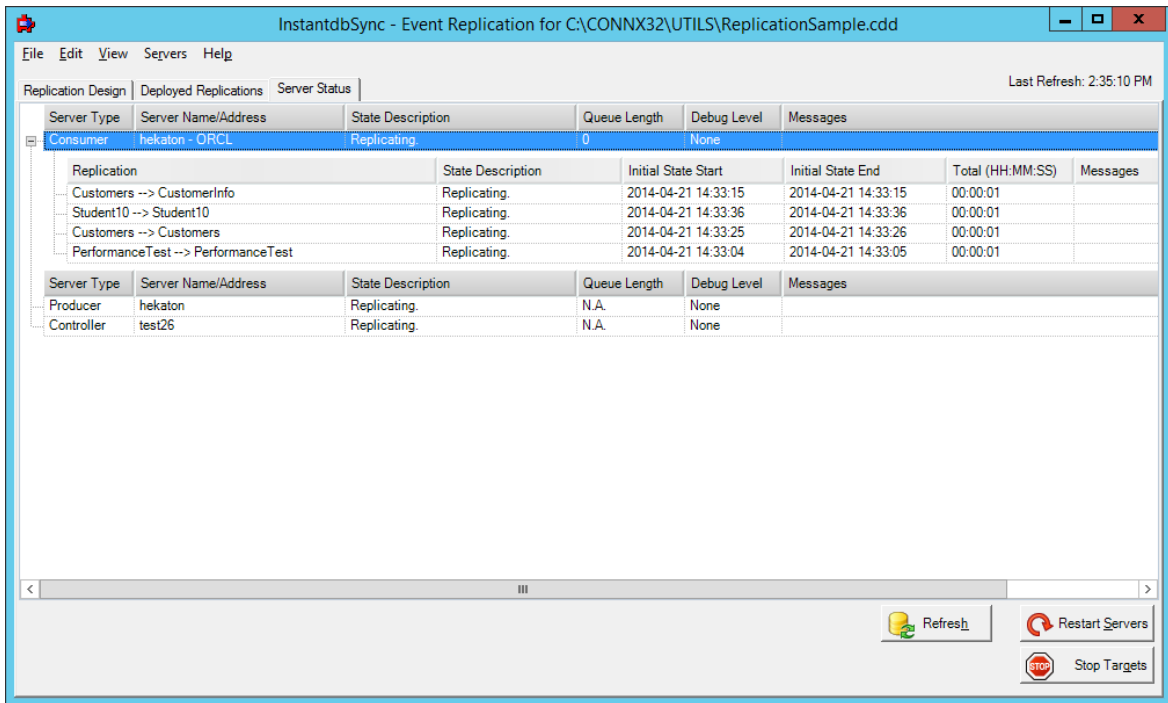 InstantdbSync - Event Replication for C:\CONNX32\UTILS\ReplicationSample.cdd
File Edit View Servers Help
Last Refresh: 2:35:10 PM
Replication Design Deployed Replications Server Status
Server Type Server Name/Address State Description Queue Length Debug Level Messages
Consumer hekaton - ORCL Replicating. 0 None
Replication State Description Initial State Start Initial State End Total (HH:MM:SS) Messages
Customers --> CustomerInfo Replicating. 2014-04-21 14:33:15 2014-04-21 14:33:15 00:00:01
Student10 --> Student10 Replicating. 2014-04-21 14:33:36 2014-04-21 14:33:36 00:00:01
Customers --> Customers Replicating. 2014-04-21 14:33:25 2014-04-21 14:33:26 00:00:01
PerformanceTest --> PerformanceTest Replicating. 2014-04-21 14:33:04 2014-04-21 14:33:05 00:00:01
Server Type Server Name/Address State Description Queue Length Debug Level Messages
Producer hekaton Replicating. N.A. None
Controller test26 Replicating. N.A. None
Refresh Restart Servers
STOP Stop Targets